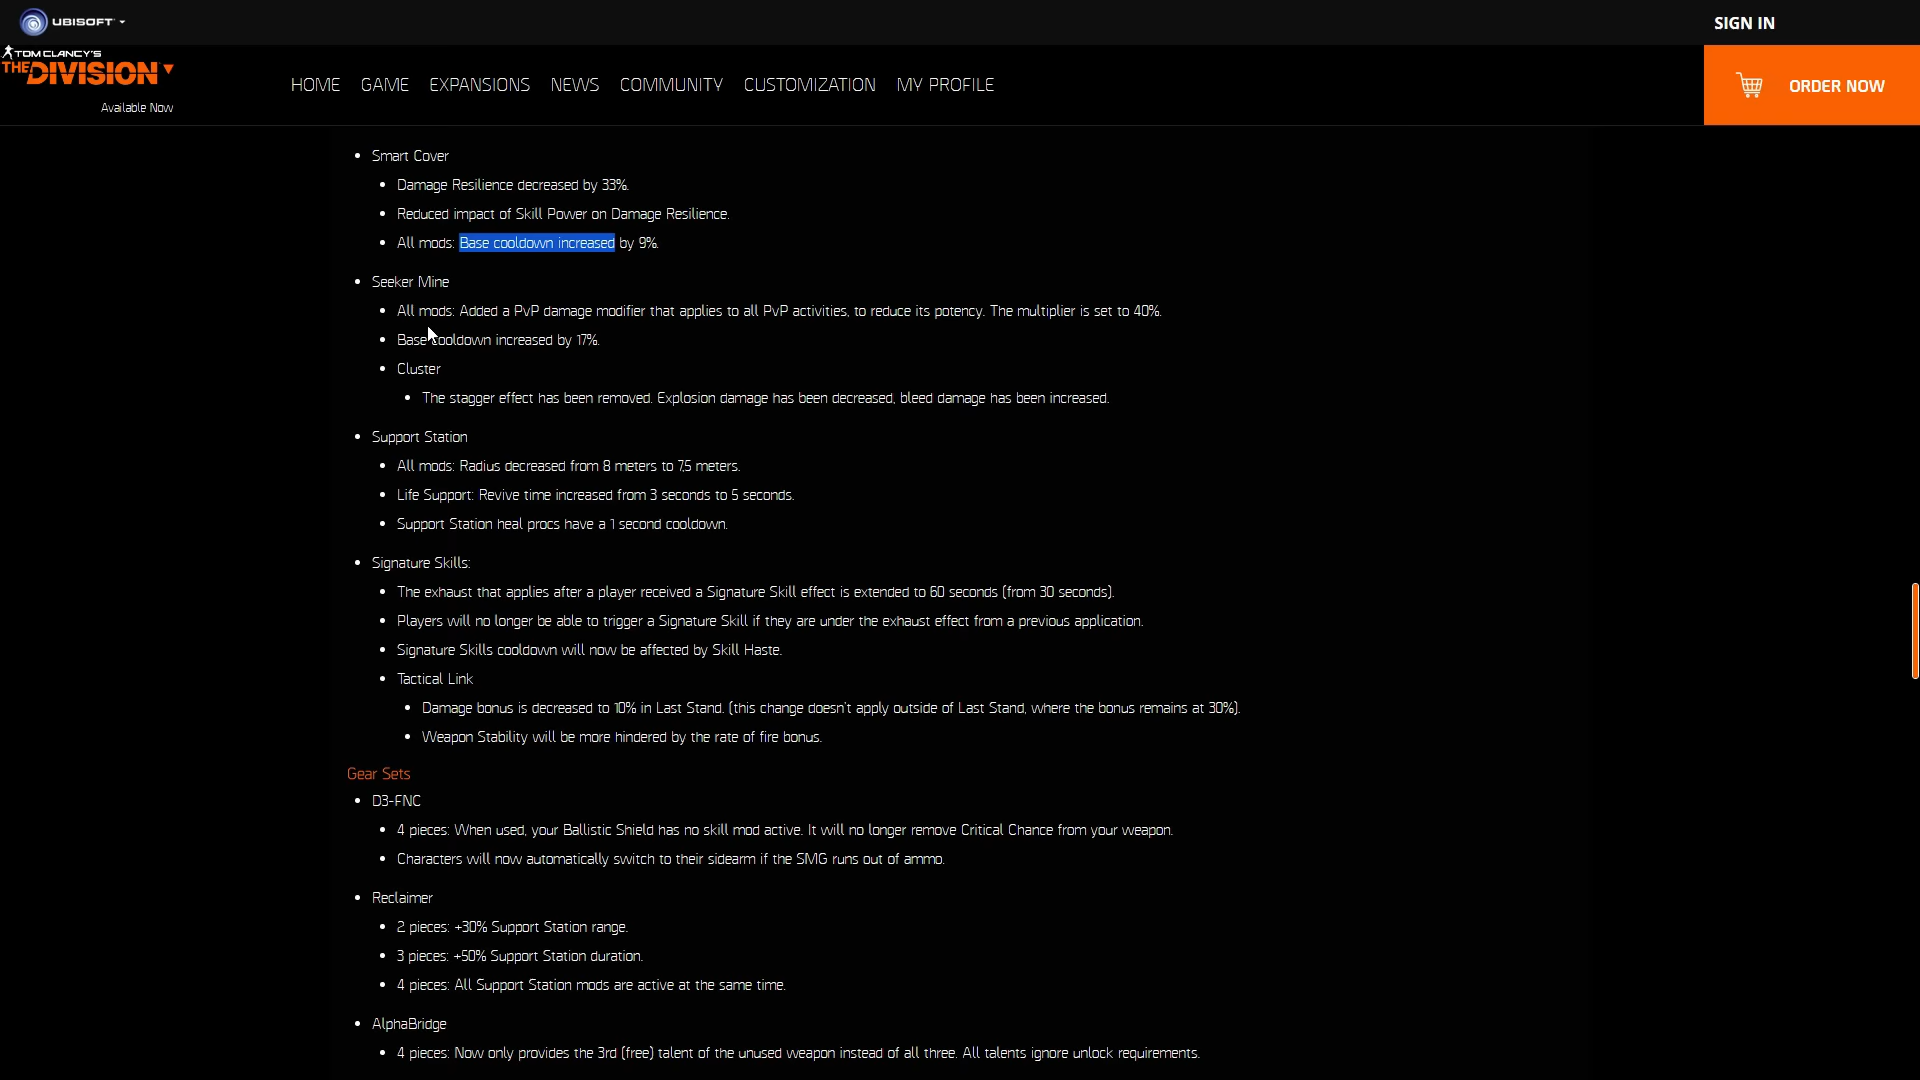 UBISOFT
SIGN IN
TOM CLANCY'S
THE DIVISION
Available Now
HOME GAME EXPANSIONS NEWS COMMUNITY CUSTOMIZATION MY PROFILE
ORDER NOW
Smart Cover
Damage Resilience decreased by 33%.
Reduced impact of Skill Power on Damage Resilience.
All mods: Base cooldown increased by 9%.
Seeker Mine
All mods: Added a PvP damage modifier that applies to all PvP activities, to reduce its potency. The multiplier is set to 40%.
Base cooldown increased by 17%.
Cluster
The stagger effect has been removed. Explosion damage has been decreased, bleed damage has been increased.
Support Station
All mods: Radius decreased from 8 meters to 7.5 meters.
Life Support: Revive time increased from 3 seconds to 5 seconds.
Support Station heal procs have a 1 second cooldown.
Signature Skills:
The exhaust that applies after a player received a Signature Skill effect is extended to 60 seconds (from 30 seconds).
Players will no longer be able to trigger a Signature Skill if they are under the exhaust effect from a previous application.
Signature Skills cooldown will now be affected by Skill Haste.
Tactical Link
Damage bonus is decreased to 10% in Last Stand. (this change doesn't apply outside of Last Stand, where the bonus remains at 30%).
Weapon Stability will be more hindered by the rate of fire bonus.
Gear Sets
D3-FNC
4 pieces: When used, your Ballistic Shield has no skill mod active. It will no longer remove Critical Chance from your weapon.
Characters will now automatically switch to their sidearm if the SMG runs out of ammo.
Reclaimer
2 pieces: +30% Support Station range.
3 pieces: +50% Support Station duration.
4 pieces: All Support Station mods are active at the same time.
AlphaBridge
4 pieces: Now only provides the 3rd (free) talent of the unused weapon instead of all three. All talents ignore unlock requirements.